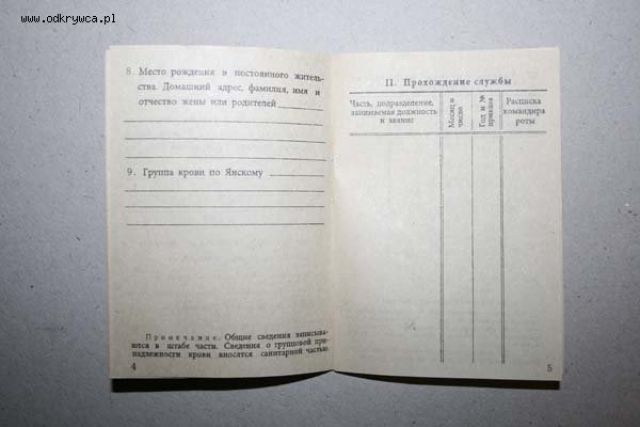 www.odkrywca.pl
8. Место рождения и постоянного житель-
ства. Домашний адрес, фамилия, имя и
отчество жены или родителей
9. Группа крови по Янскому
Примечание. Общие сведения записыва-
ются в штабе части. Сведения о групповой при-
надлежности крови вносятся санитарной частью.
4
II. Прохождение службы
Часть, подразделение,
занимаемая должность
и звание
Месяц и
число
Год и №
приказа
Расписка
командира
роты
5